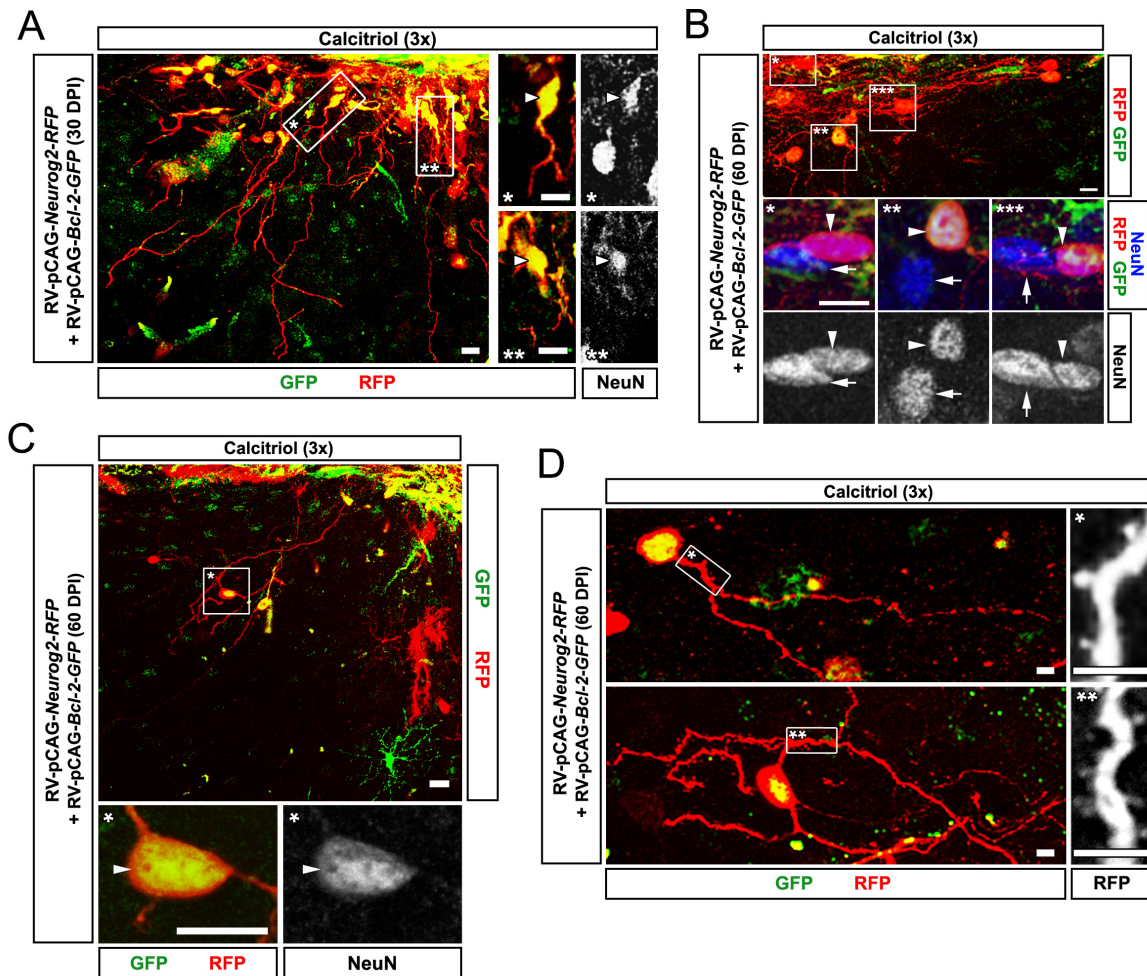 A
Calcitriol (3x)
RV-pCAG-Neurog2-RFP
+ RV-pCAG-Bcl-2-GFP (30 DPI)
*
**
*
*
**
**
GFP RFP
NeuN
B
Calcitriol (3x)
RV-pCAG-Neurog2-RFP
+ RV-pCAG-Bcl-2-GFP (60 DPI)
*
***
**
RFP GFP
*
**
***
RFP GFP
NeuN
NeuN
C
Calcitriol (3x)
RV-pCAG-Neurog2-RFP
+ RV-pCAG-Bcl-2-GFP (60 DPI)
*
GFP RFP
*
*
GFP RFP
NeuN
D
Calcitriol (3x)
RV-pCAG-Neurog2-RFP
+ RV-pCAG-Bcl-2-GFP (60 DPI)
*
*
**
**
GFP RFP
RFP